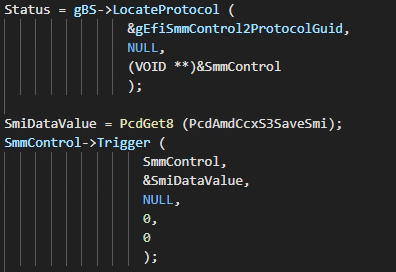 Status = gBS->LocateProtocol (
&gEfiSmmControl2ProtocolGuid,
NULL,
(VOID **)&SmmControl
);
SmiDataValue = PcdGet8 (PcdAmdCcxS3SaveSmi);
SmmControl->Trigger (
SmmControl,
&SmiDataValue,
NULL,
0,
0
);